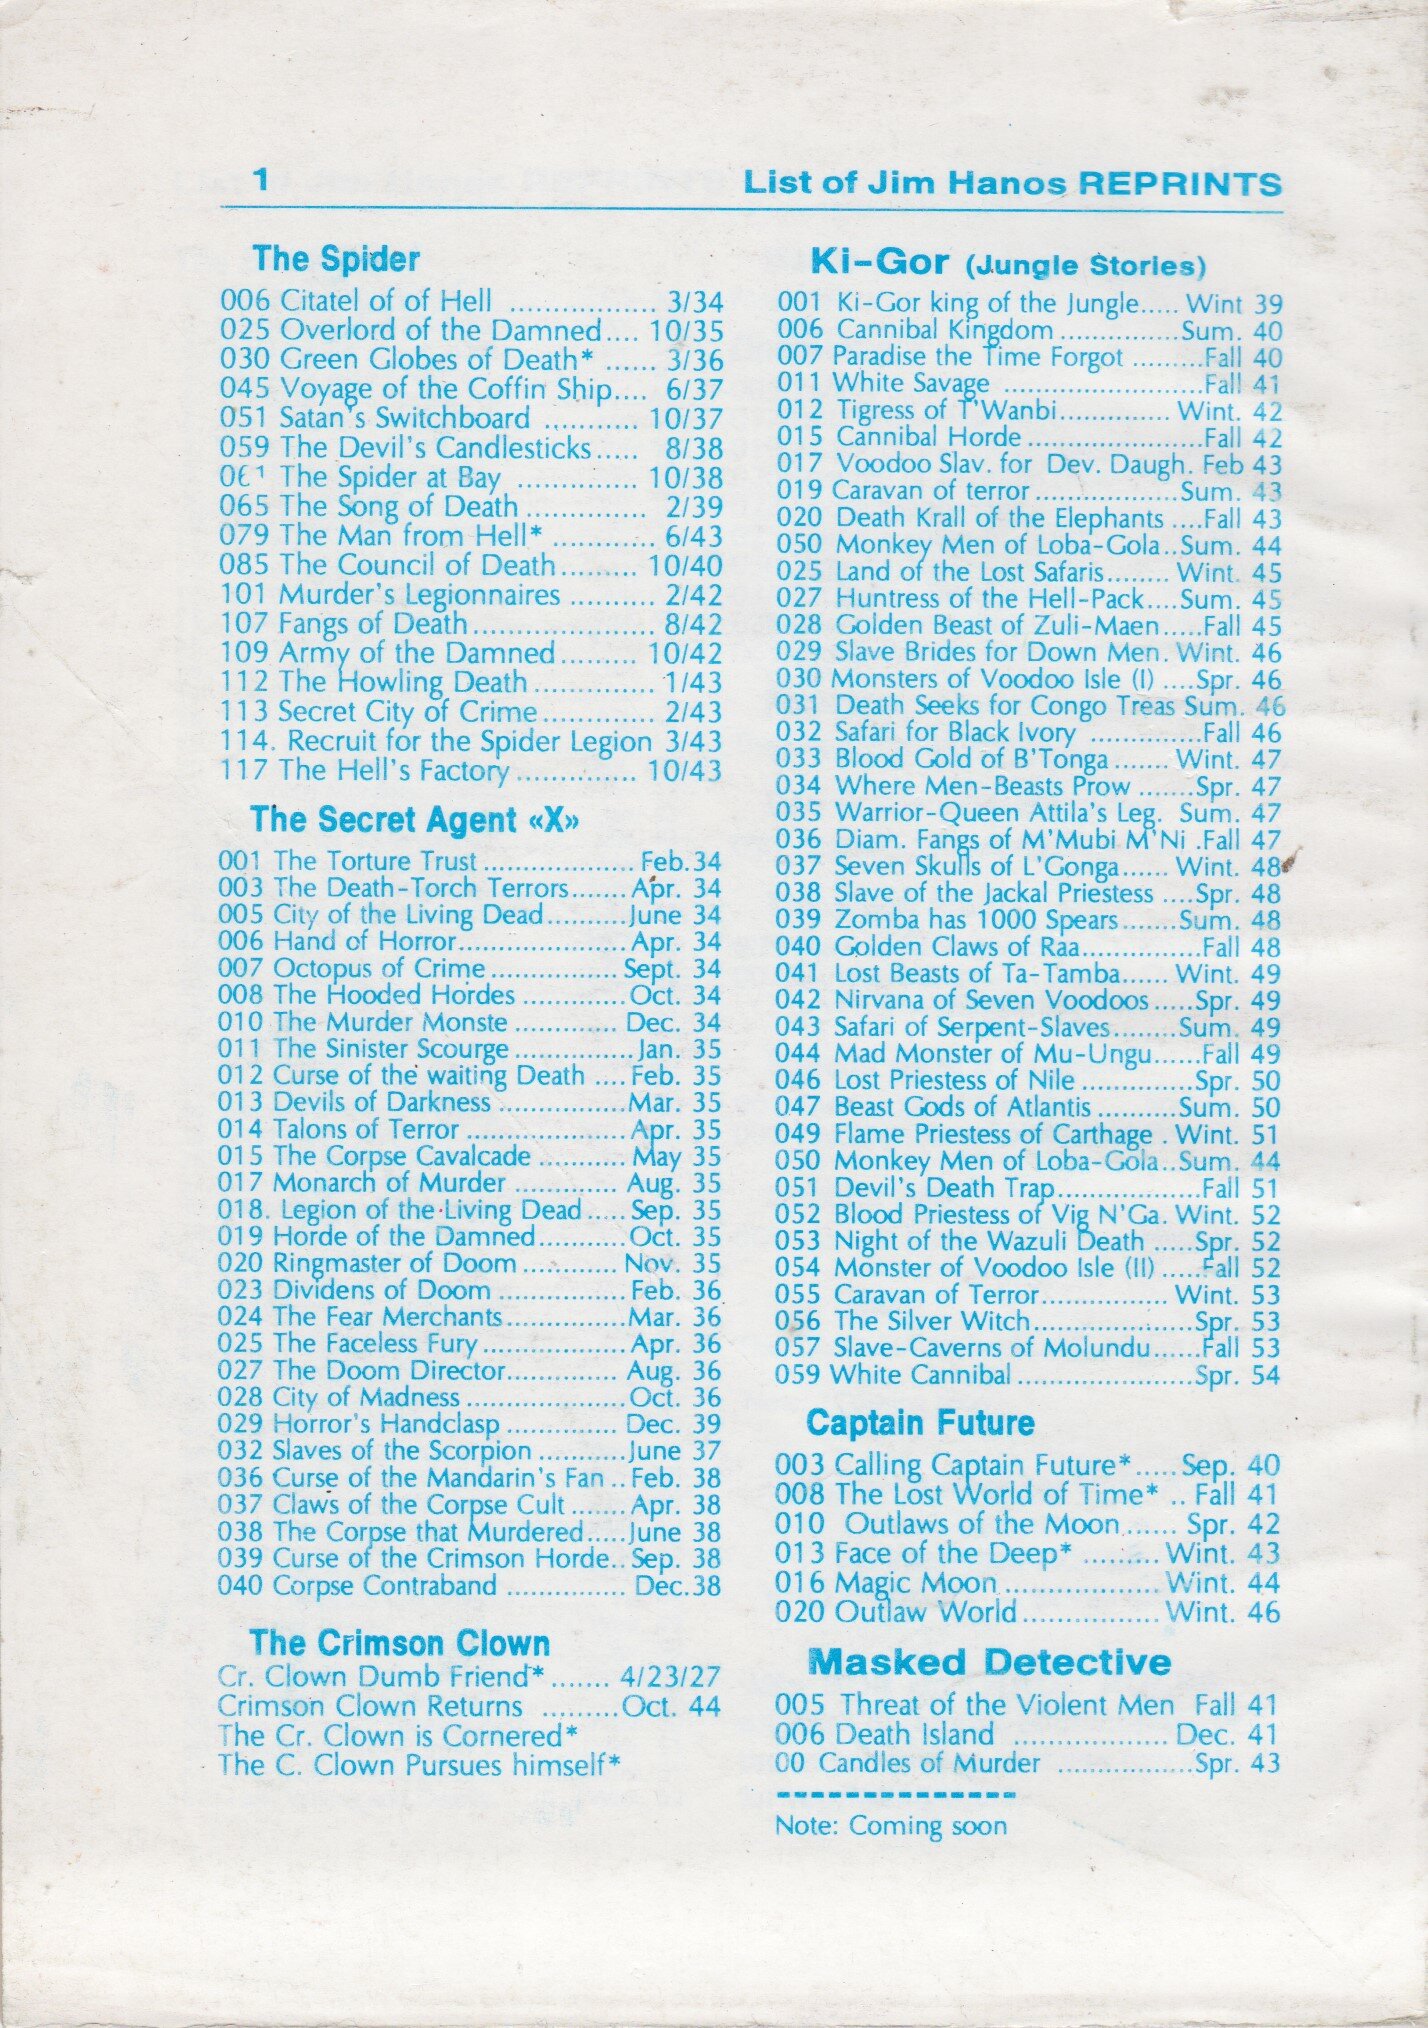 1
List of Jim Hanos REPRINTS
The Spider
006 Citatel of of Hell ................. 3/34
025 Overlord of the Damned.... 10/35
030 Green Globes of Death* ...... 3/36
045 Voyage of the Coffin Ship.... 6/37
051 Satan's Switchboard ........... 10/37
059 The Devil's Candlesticks..... 8/38
061 The Spider at Bay .............. 10/38
065 The Song of Death .............. 2/39
079 The Man from Hell* ............ 6/43
085 The Council of Death......... 10/40
101 Murder's Legionnaires .......... 2/42
107 Fangs of Death..................... 8/42
109 Army of the Damned......... 10/42
112 The Howling Death .............. 1/43
113 Secret City of Crime............. 2/43
114. Recruit for the Spider Legion 3/43
117 The Hell's Factory .............. 10/43
The Secret Agent «X»
001 The Torture Trust ................... Feb.34
003 The Death-Torch Terrors....... Apr. 34
005 City of the Living Dead..........June 34
006 Hand of Horror..................... Apr. 34
007 Octopus of Crime ................ Sept. 34
008 The Hooded Hordes .............Oct. 34
010 The Murder Monste ............. Dec. 34
011 The Sinister Scourge ...............Jan. 35
012 Curse of the waiting Death ....Feb. 35
013 Devils of Darkness ................Mar. 35
014 Talons of Terror .................... Apr. 35
015 The Corpse Cavalcade ........... May 35
017 Monarch of Murder ............. Aug. 35
018. Legion of the Living Dead ..... Sep. 35
019 Horde of the Damned........... Oct. 35
020 Ringmaster of Doom ............ Nov. 35
023 Dividens of Doom ................ Feb. 36
024 The Fear Merchants...............Mar. 36
025 The Faceless Fury .................. Apr. 36
027 The Doom Director.............. Aug. 36
028 City of Madness ....................Oct. 36
029 Horror's Handclasp .............. Dec. 39
032 Slaves of the Scorpion ...........June 37
036 Curse of the Mandarin's Fan ..Feb. 38
037 Claws of the Corpse Cult ....... Apr. 38
038 The Corpse that Murdered.....June 38
039 Curse of the Crimson Horde.. Sep. 38
040 Corpse Contraband ............... Dec.38
The Crimson Clown
Cr. Clown Dumb Friend* ....... 4/23/27
Crimson Clown Returns .........Oct. 44
The Cr. Clown is Cornered*
The C. Clown Pursues himself*
Ki-Gor (Jungle Stories)
001 Ki-Gor king of the Jungle..... Wint 39
006 Cannibal Kingdom ...............Sum. 40
007 Paradise the Time Forgot .........Fall 40
011 White Savage .........................Fall 41
012 Tigress of T'Wanbi.............. Wint. 42
015 Cannibal Horde ......................Fall 42
017 Voodoo Slav. for Dev. Daugh. Feb 43
019 Caravan of terror ..................Sum. 43
020 Death Krall of the Elephants ....Fall 43
050 Monkey Men of Loba-Gola..Sum. 44
025 Land of the Lost Safaris........ Wint. 45
027 Huntress of the Hell-Pack....Sum. 45
028 Golden Beast of Zuli-Maen.....Fall 45
029 Slave Brides for Down Men. Wint. 46
030 Monsters of Voodoo Isle (I) ....Spr. 46
031 Death Seeks for Congo Treas Sum. 46
032 Safari for Black Ivory ..............Fall 46
033 Blood Gold of B'Tonga ....... Wint. 47
034 Where Men-Beasts Prow .......Spr. 47
035 Warrior-Queen Attila's Leg. Sum. 47
036 Diam. Fangs of M'Mubi M'Ni .Fall 47
037 Seven Skulls of L'Gonga...... Wint. 48
038 Slave of the Jackal Priestess ....Spr. 48
039 Zomba has 1000 Spears.......Sum. 48
040 Golden Claws of Raa...............Fall 48
041 Lost Beasts of Ta-Tamba...... Wint. 49
042 Nirvana of Seven Voodoos .....Spr. 49
043 Safari of Serpent-Slaves........Sum. 49
044 Mad Monster of Mu-Ungu......Fall 49
046 Lost Priestess of Nile ..............Spr. 50
047 Beast Gods of Atlantis ..........Sum. 50
049 Flame Priestess of Carthage . Wint. 51
050 Monkey Men of Loba-Gola..Sum. 44
051 Devil's Death Trap..................Fall 51
052 Blood Priestess of Vig N'Ga. Wint. 52
053 Night of the Wazuli Death .....Spr. 52
054 Monster of Voodoo Isle (II) .....Fall 52
055 Caravan of Terror................ Wint. 53
056 The Silver Witch....................Spr. 53
057 Slave-Caverns of Molundu......Fall 53
059 White Cannibal ......................Spr. 54
Captain Future
003 Calling Captain Future*..... Sep. 40
008 The Lost World of Time* .. Fall 41
010 Outlaws of the Moon ....... Spr. 42
013 Face of the Deep* ......... Wint. 43
016 Magic Moon ................... Wint. 44
020 Outlaw World................. Wint. 46
Masked Detective
005 Threat of the Violent Men Fall 41
006 Death Island .................. Dec. 41
00 Candles of Murder .................Spr. 43
Note: Coming soon